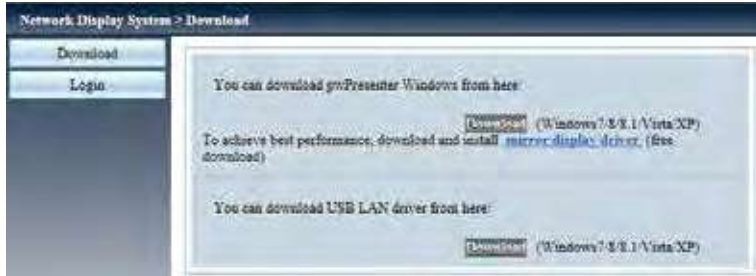 Network Display System > Download
Download
Login
You can download pwPresenter Windows from here:
Download (Windows7/8/8.1/Vista/XP)
To achieve best performance, download and install mirror display driver. (free
download)
You can download USB LAN driver from here:
Download (Windows7/8/8.1/Vista/XP)